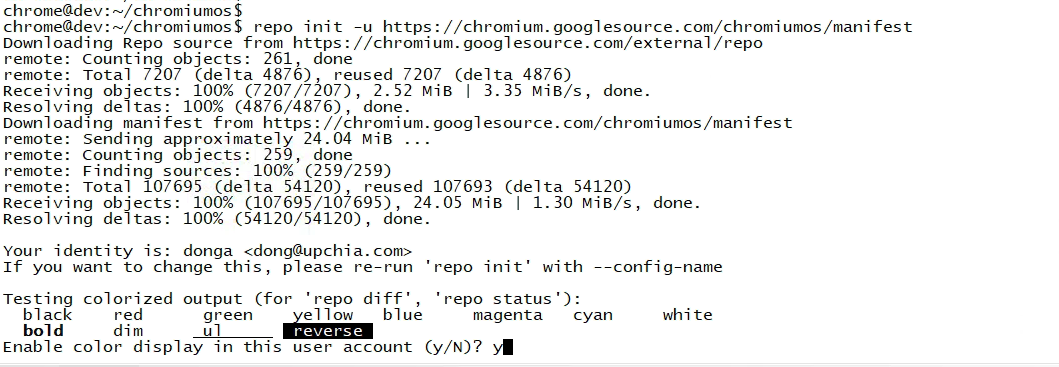 chrome@dev:~/chromiumos$
chrome@dev:~/chromiumos$ repo init -u https://chromium.googlesource.com/chromiumos/manifest
Downloading Repo source from https://chromium.googlesource.com/external/repo
remote: Counting objects: 261, done
remote: Total 7207 (delta 4876), reused 7207 (delta 4876)
Receiving objects: 100% (7207/7207), 2.52 MiB | 3.35 MiB/s, done.
Resolving deltas: 100% (4876/4876), done.
Downloading manifest from https://chromium.googlesource.com/chromiumos/manifest
remote: Sending approximately 24.04 MiB ...
remote: Counting objects: 259, done
remote: Finding sources: 100% (259/259)
remote: Total 107695 (delta 54120), reused 107693 (delta 54120)
Receiving objects: 100% (107695/107695), 24.05 MiB | 1.30 MiB/s, done.
Resolving deltas: 100% (54120/54120), done.
Your identity is: donga <dong@upchia.com>
If you want to change this, please re-run 'repo init' with --config-name
Testing colorized output (for 'repo diff', 'repo status'):
black red green yellow blue magenta cyan white
bold dim ul reverse
Enable color display in this user account (y/N)? y